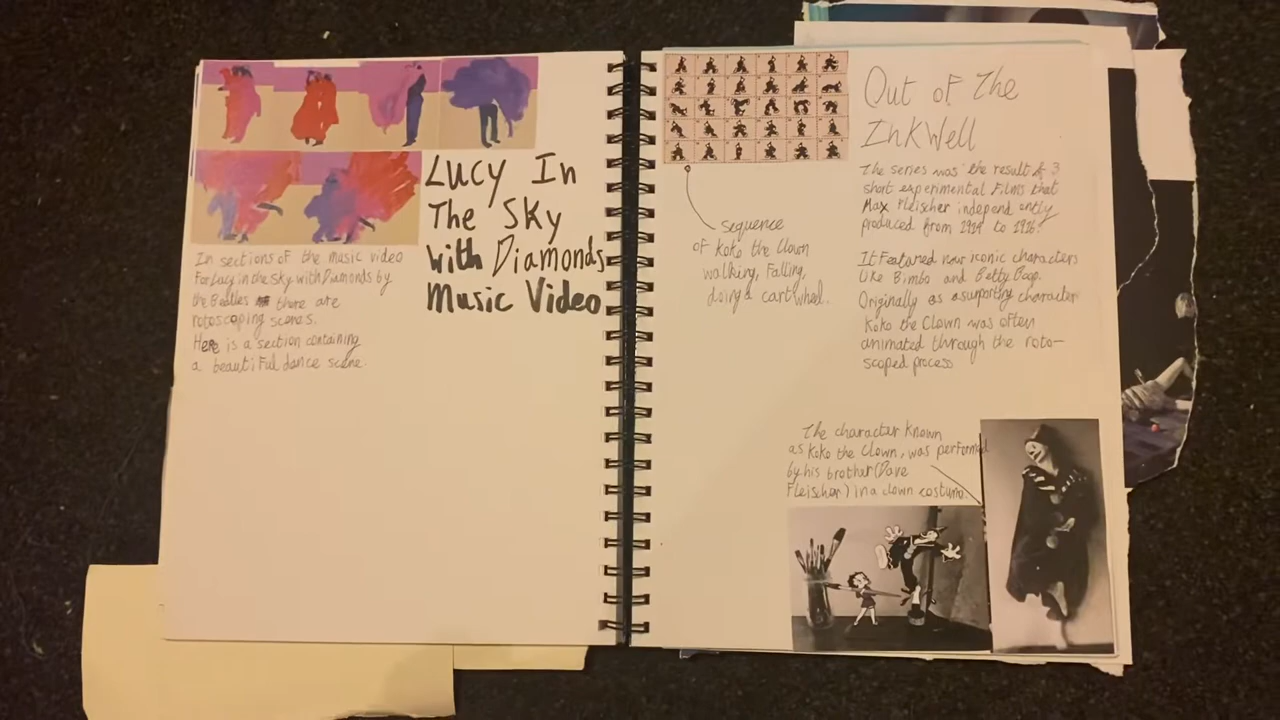 Lucy In
The Sky
With Diamonds
Music Video
In sections of the music video
For Lucy in the Sky with Diamonds by
the Beatles there are
rotoscoping scenes.
Here is a section containing
a beautiful dance scene.
Out of The
InkWell
The series was the result of 3
short experimental Films that
Max Fleischer independently
produced from 1914 to 1916.
It Featured new iconic characters
Like Bimbo and Betty Boop.
Originally as a suporting character
Koko the Clown was often
animated through the roto-
scoped process
sequence
of Koko the Clown
walking, Falling,
doing a cartwheel.
The character known
as Koko the Clown, was performed
by his brother (Dave
Fleischer) in a clown costume.